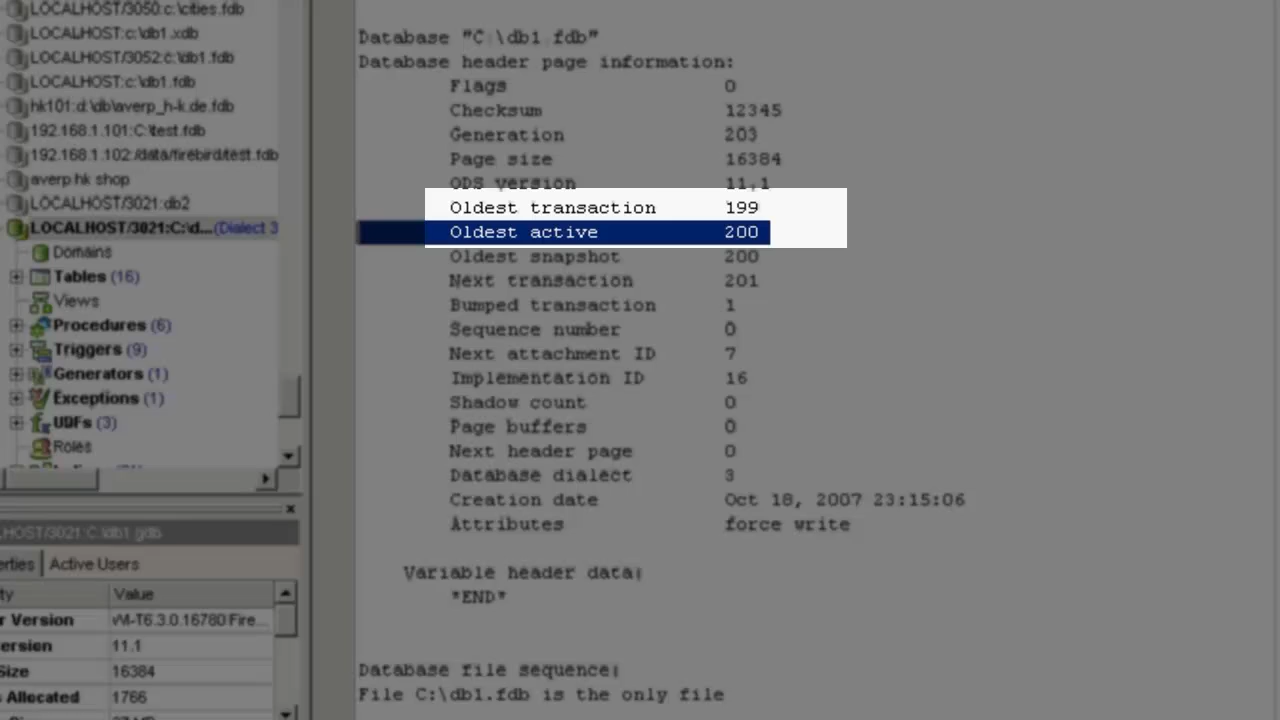 LOCALHOST/3050:c:\cities.fdb
LOCALHOST:c:\db1.xdb
LOCALHOST/3052:c:\db1.fdb
LOCALHOST:c:\db1.fdb
hk101:d:\db\averp_h-k.de.fdb
192.168.1.101:C:\test.fdb
192.168.1.102:/data/firebird/test.fdb
averp hk shop
LOCALHOST/3021:db2
LOCALHOST/3021:C:\d... (Dialect 3
Domains
Tables (16)
Views
Procedures (6)
Triggers (9)
Generators (1)
Exceptions (1)
UDFs (3)
Roles
HOST/3021:C:\db1.gdb
erties Active Users
ty Value
r Version WI-T6.3.0.16780 Fire...
ersion 11.1
Size 16384
s Allocated 1766
Database "C:\db1.fdb"
Database header page information:
Flags 0
Checksum 12345
Generation 203
Page size 16384
ODS version 11.1
Oldest transaction 199
Oldest active 200
Oldest snapshot 200
Next transaction 201
Bumped transaction 1
Sequence number 0
Next attachment ID 7
Implementation ID 16
Shadow count 0
Page buffers 0
Next header page 0
Database dialect 3
Creation date Oct 18, 2007 23:15:06
Attributes force write
Variable header data:
*END*
Database file sequence:
File C:\db1.fdb is the only file